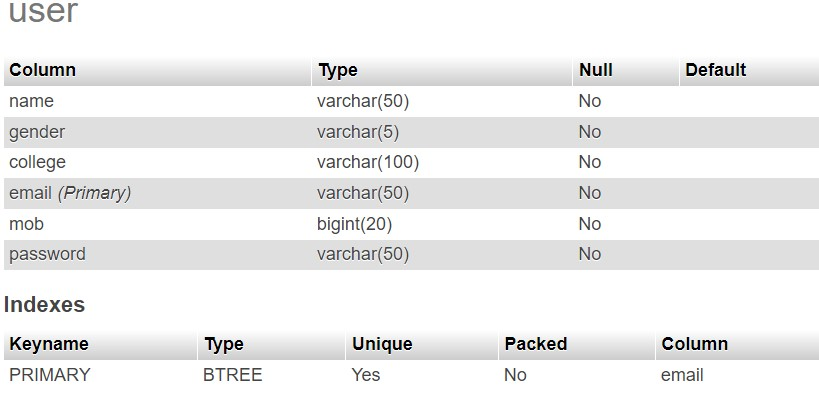 user
Column Type Null Default
name varchar(50) No
gender varchar(5) No
college varchar(100) No
email (Primary) varchar(50) No
mob bigint(20) No
password varchar(50) No
Indexes
Keyname Type Unique Packed Column
PRIMARY BTREE Yes No email